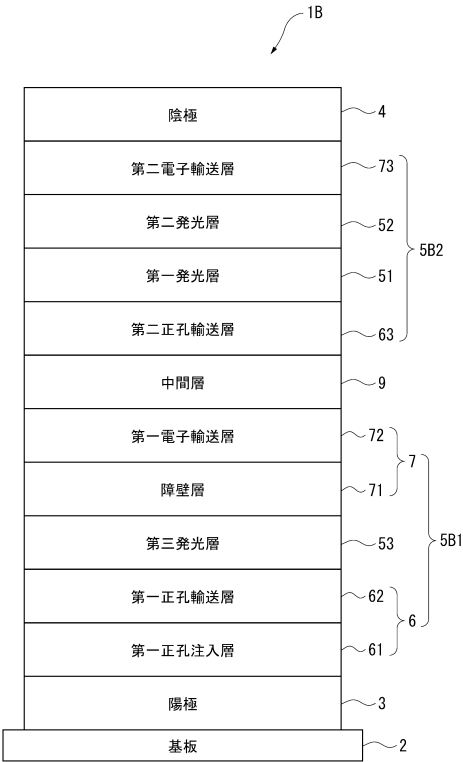 1B
陰極 4
第二電子輸送層 73
第二発光層 52
5B2
第一発光層 51
第二正孔輸送層 63
中間層 9
第一電子輸送層 72
7
障壁層 71
第三発光層 53
5B1
第一正孔輸送層 62
6
第一正孔注入層 61
陽極 3
基板 2